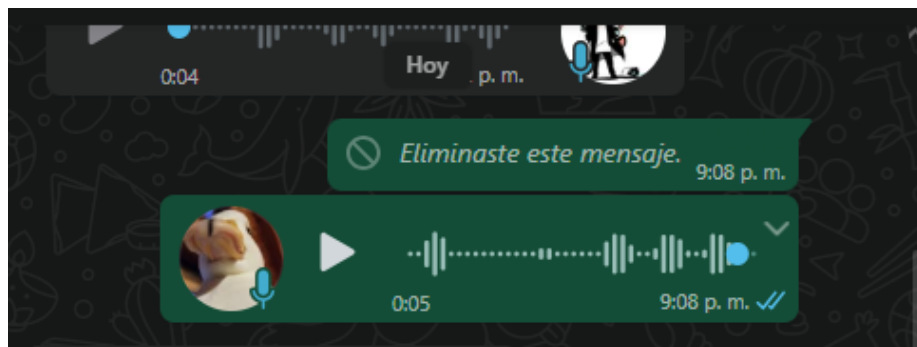 Hoy
0:04 p. m.
Eliminaste este mensaje.
9:08 p. m.
0:05 9:08 p. m.